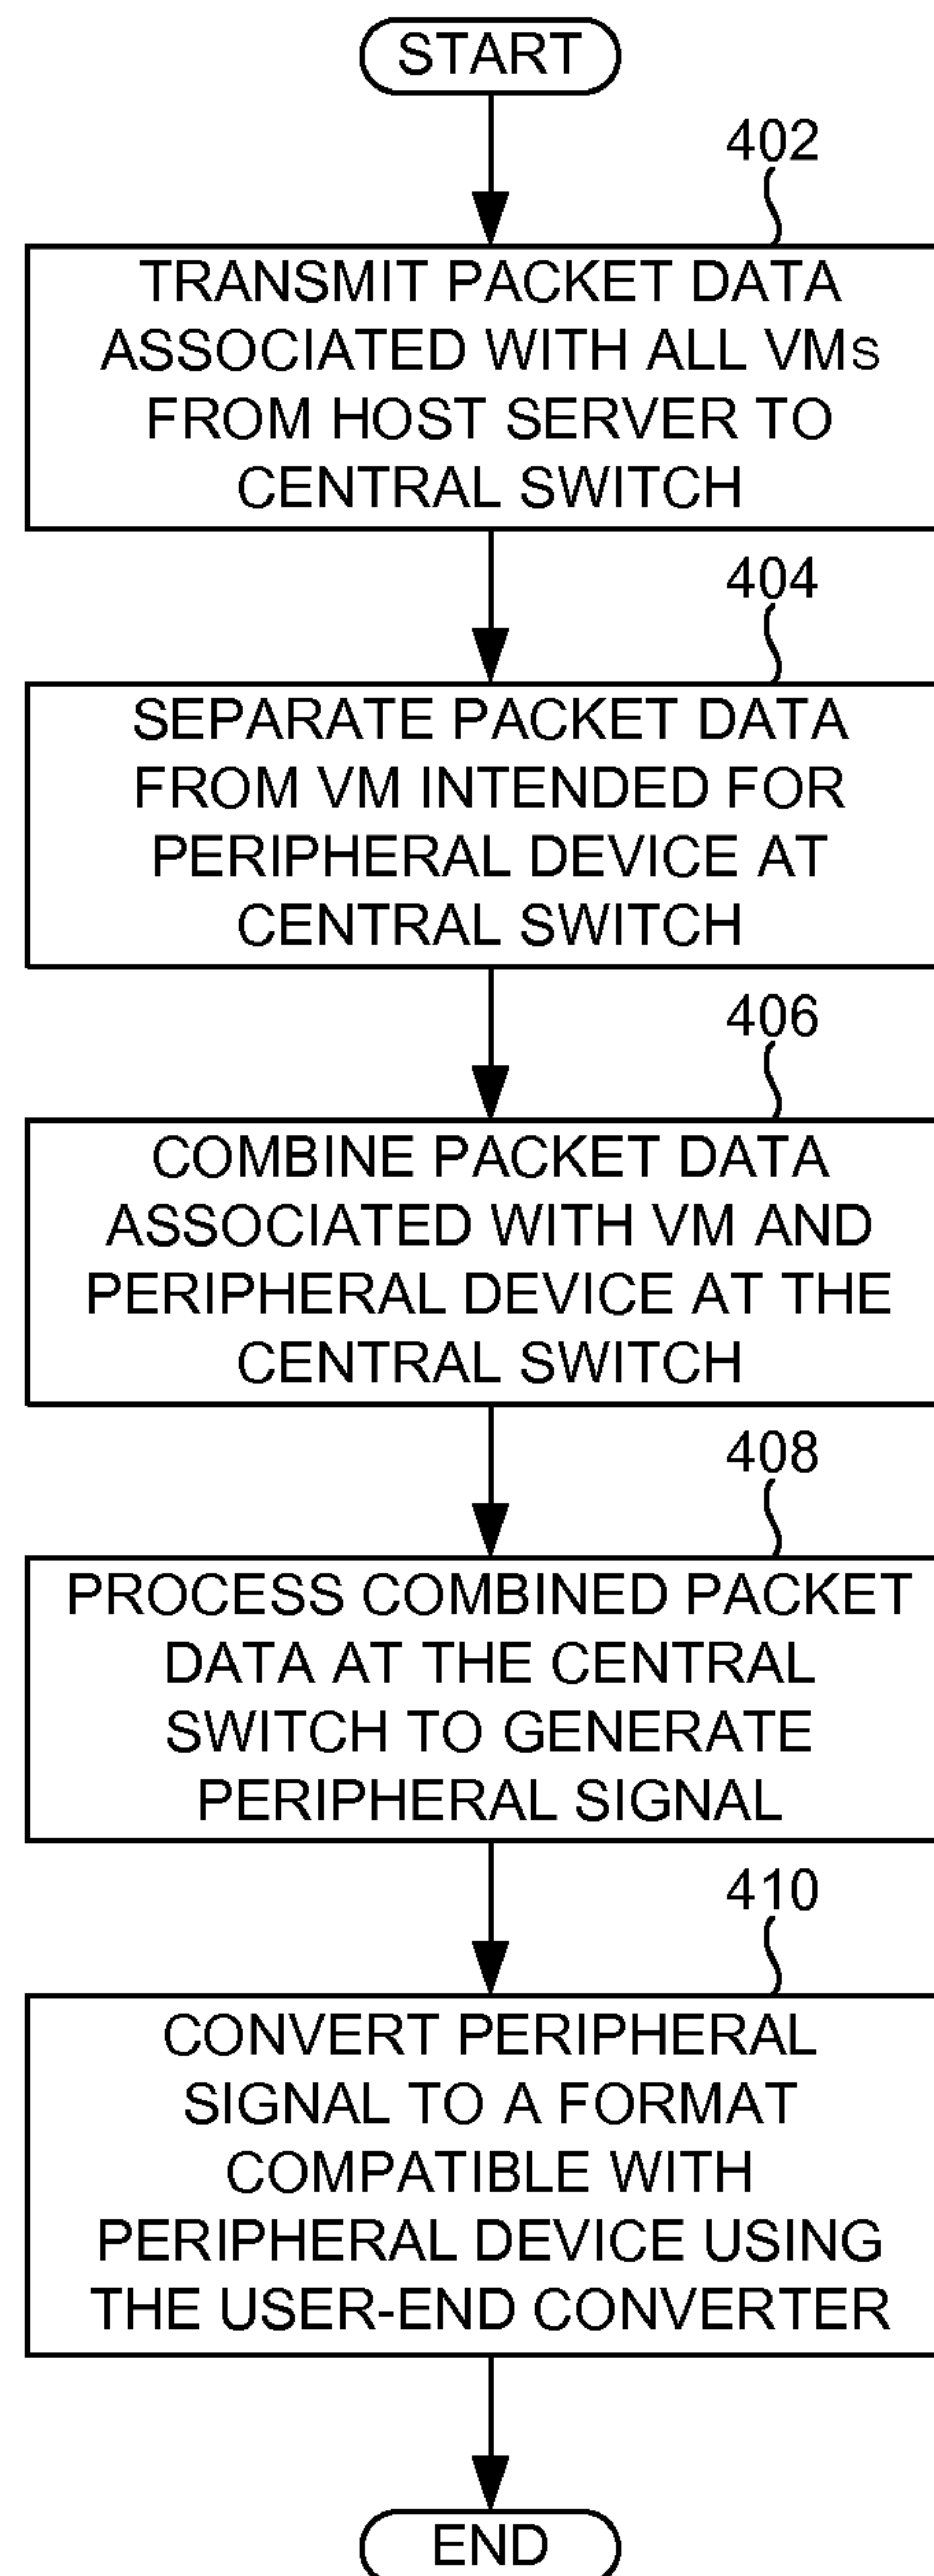 START
402
TRANSMIT PACKET DATA
ASSOCIATED WITH ALL VMs
FROM HOST SERVER TO
CENTRAL SWITCH
404
SEPARATE PACKET DATA
FROM VM INTENDED FOR
PERIPHERAL DEVICE AT
CENTRAL SWITCH
406
COMBINE PACKET DATA
ASSOCIATED WITH VM AND
PERIPHERAL DEVICE AT THE
CENTRAL SWITCH
408
PROCESS COMBINED PACKET
DATA AT THE CENTRAL
SWITCH TO GENERATE
PERIPHERAL SIGNAL
410
CONVERT PERIPHERAL
SIGNAL TO A FORMAT
COMPATIBLE WITH
PERIPHERAL DEVICE USING
THE USER-END CONVERTER
END